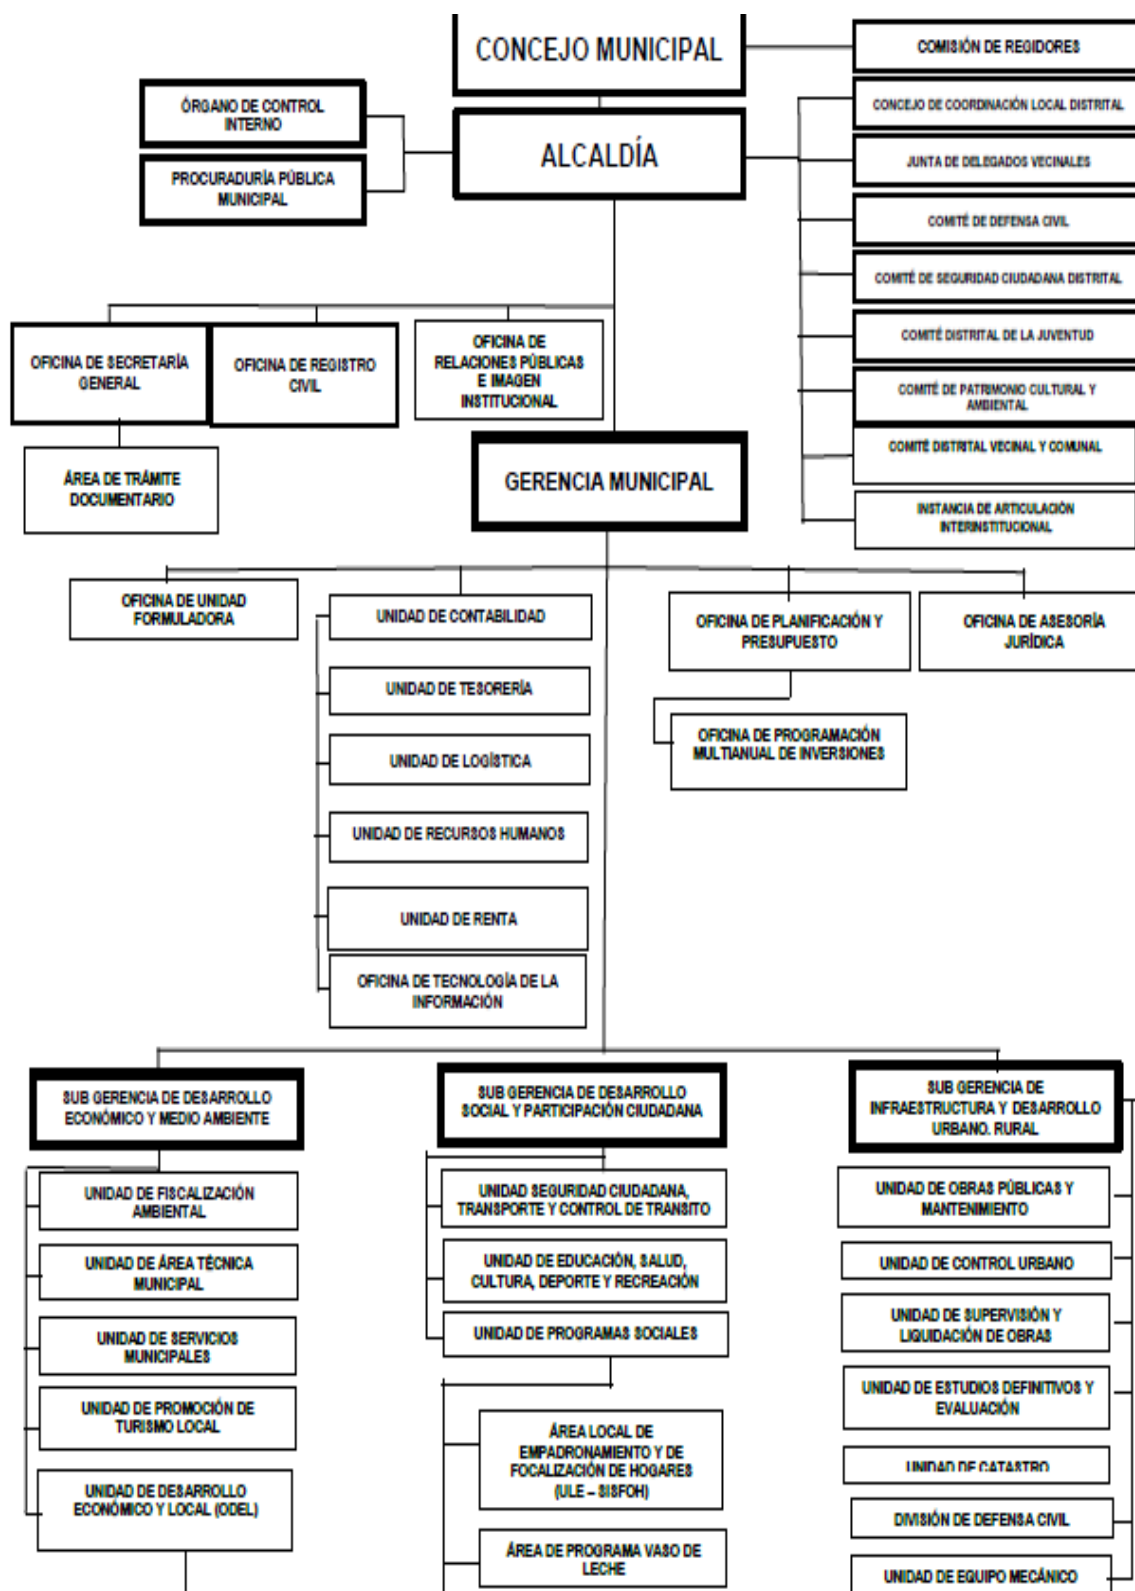 CONCEJO MUNICIPAL
COMISIÓN DE REGIDORES
ÓRGANO DE CONTROL
INTERNO
PROCURADURÍA PÚBLICA
MUNICIPAL
ALCALDÍA
CONCEJO DE COORDINACIÓN LOCAL DISTRITAL
JUNTA DE DELEGADOS VECINALES
COMITÉ DE DEFENSA CIVIL
COMITÉ DE SEGURIDAD CIUDADANA DISTRITAL
COMITÉ DISTRITAL DE LA JUVENTUD
COMITÉ DE PATRIMONIO CULTURAL Y
AMBIENTAL
COMITÉ DISTRITAL VECINAL Y COMUNAL
INSTANCIA DE ARTICULACIÓN
INTERINSTITUCIONAL
OFICINA DE SECRETARÍA
GENERAL
OFICINA DE REGISTRO
CIVIL
OFICINA DE
RELACIONES PÚBLICAS
E IMAGEN
INSTITUCIONAL
ÁREA DE TRÁMITE
DOCUMENTARIO
GERENCIA MUNICIPAL
OFICINA DE UNIDAD
FORMULADORA
UNIDAD DE CONTABILIDAD
UNIDAD DE TESORERÍA
UNIDAD DE LOGÍSTICA
UNIDAD DE RECURSOS HUMANOS
UNIDAD DE RENTA
OFICINA DE TECNOLOGÍA DE LA
INFORMACIÓN
OFICINA DE PLANIFICACIÓN Y
PRESUPUESTO
OFICINA DE PROGRAMACIÓN
MULTIANUAL DE INVERSIONES
OFICINA DE ASESORÍA
JURÍDICA
SUB GERENCIA DE DESARROLLO
ECONÓMICO Y MEDIO AMBIENTE
UNIDAD DE FISCALIZACIÓN
AMBIENTAL
UNIDAD DE ÁREA TÉCNICA
MUNICIPAL
UNIDAD DE SERVICIOS
MUNICIPALES
UNIDAD DE PROMOCIÓN DE
TURISMO LOCAL
UNIDAD DE DESARROLLO
ECONÓMICO Y LOCAL (ODEL)
SUB GERENCIA DE DESARROLLO
SOCIAL Y PARTICIPACIÓN CIUDADANA
UNIDAD SEGURIDAD CIUDADANA,
TRANSPORTE Y CONTROL DE TRANSITO
UNIDAD DE EDUCACIÓN, SALUD,
CULTURA, DEPORTE Y RECREACIÓN
UNIDAD DE PROGRAMAS SOCIALES
ÁREA LOCAL DE
EMPADRONAMIENTO Y DE
FOCALIZACIÓN DE HOGARES
(ULE – SISFOH)
ÁREA DE PROGRAMA VASO DE
LECHE
SUB GERENCIA DE
INFRAESTRUCTURA Y DESARROLLO
URBANO. RURAL
UNIDAD DE OBRAS PÚBLICAS Y
MANTENIMIENTO
UNIDAD DE CONTROL URBANO
UNIDAD DE SUPERVISIÓN Y
LIQUIDACIÓN DE OBRAS
UNIDAD DE ESTUDIOS DEFINITIVOS Y
EVALUACIÓN
UNIDAD DE CATASTRO
DIVISIÓN DE DEFENSA CIVIL
UNIDAD DE EQUIPO MECÁNICO